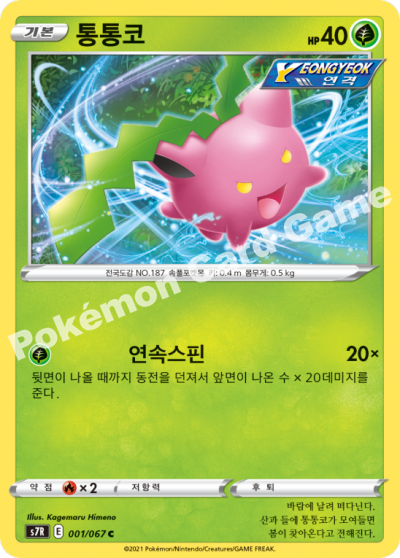 기본 통통코 HP 40
YEONGYEOK
연격
전국도감 NO.187 속솜포켓몬 키: 0.4 m 몸무게: 0.5 kg
Pokémon Card Game
연속스핀 20×
뒷면이 나올 때까지 동전을 던져서 앞면이 나온 수 × 20데미지를
준다.
약점 × 2 저항력 후퇴
Illus. Kagemaru Himeno
s7R E 001/067 C
바람에 날려 떠다닌다.
산과 들에 통통코가 모여들면
봄이 찾아온다고 전해진다.
©2021 Pokémon/Nintendo/Creatures/GAME FREAK.